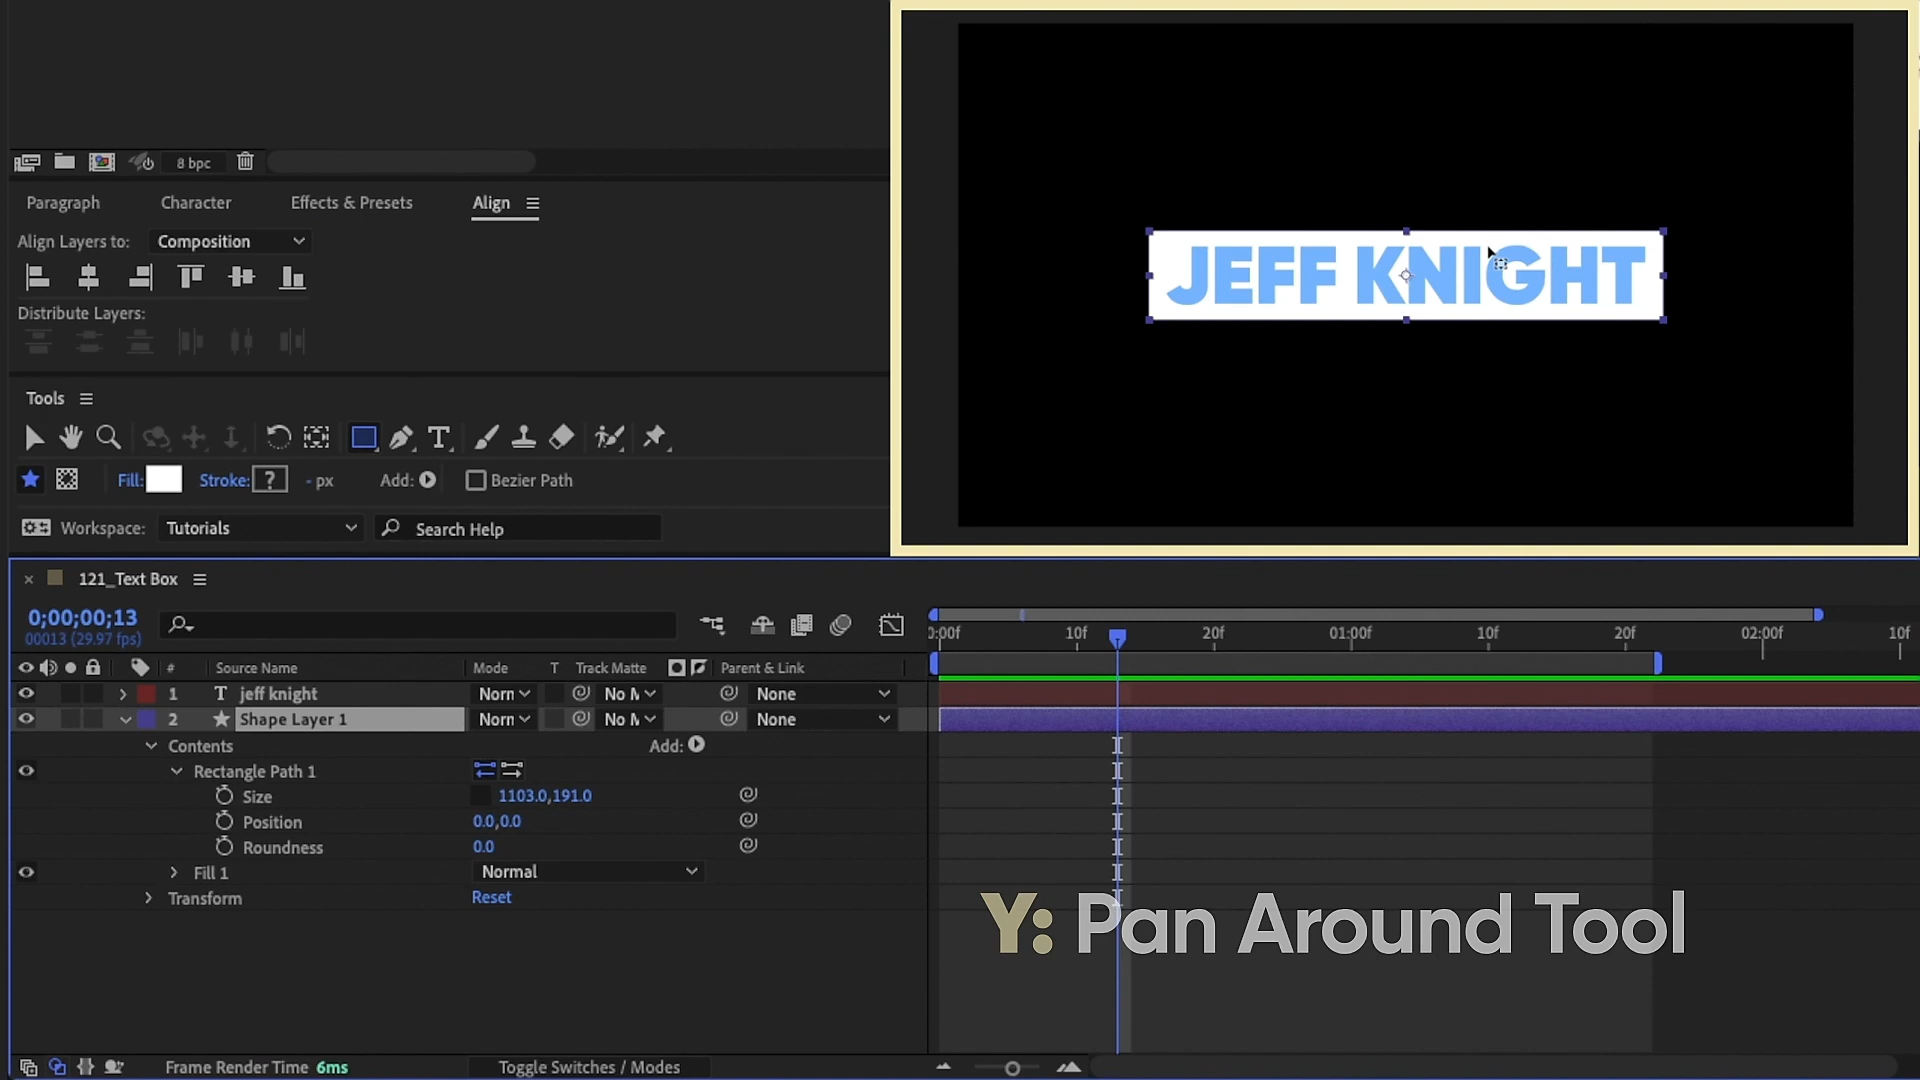 8 bpc
Paragraph
Character
Effects & Presets
Align
Align Layers to:
Composition
Distribute Layers:
Tools
T
Fill:
Stroke:
?
- px
Add:
Bezier Path
Workspace:
Tutorials
Search Help
JEFF KNIGHT
121_Text Box
0;00;00;13
00013 (29.97 fps)
0:00f
10f
20f
01:00f
10f
20f
02:00f
10f
#
Source Name
Mode
T
Track Matte
Parent & Link
1
T
jeff knight
Norn
No M
None
2
Shape Layer 1
Norn
No M
None
Contents
Add:
Rectangle Path 1
Size
1103.0,191.0
Position
0.0,0.0
Roundness
0.0
Fill 1
Normal
Transform
Reset
Y: Pan Around Tool
Frame Render Time 6ms
Toggle Switches / Modes